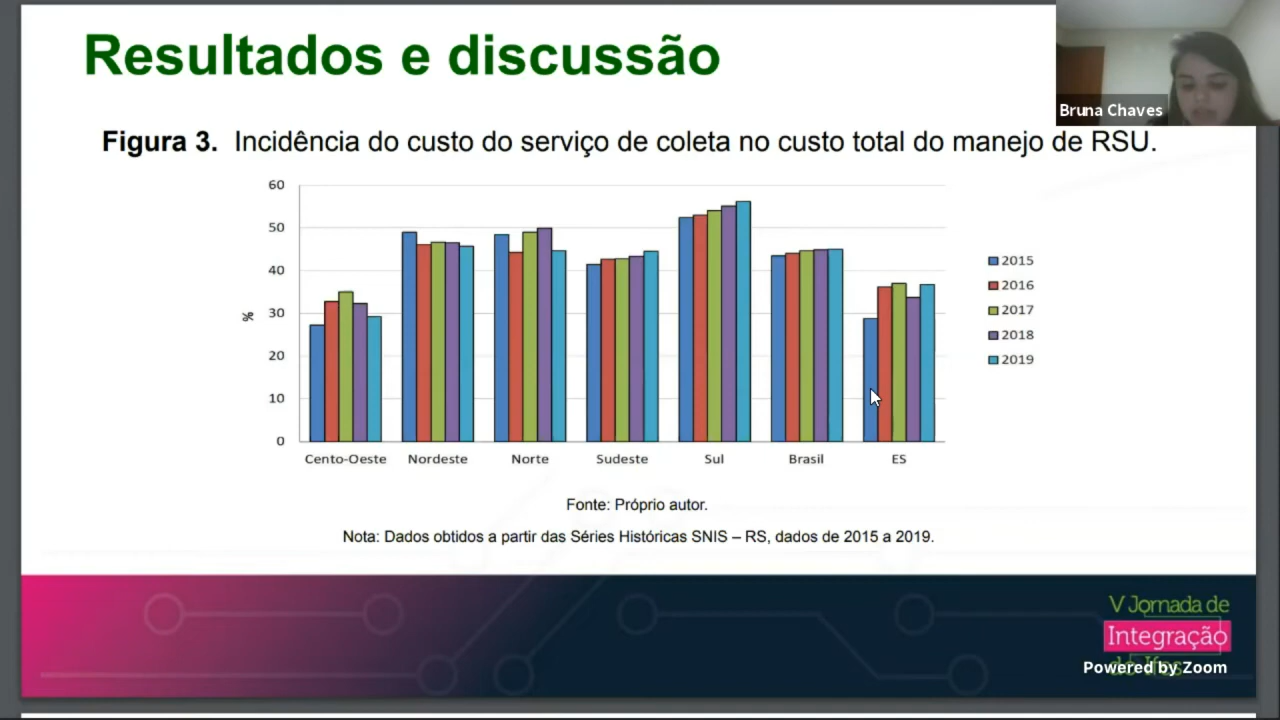 Resultados e discussão
Bruna Chaves
Figura 3. Incidência do custo do serviço de coleta no custo total do manejo de RSU.
60
50
40
30
20
10
0
%
Cento-Oeste Nordeste Norte Sudeste Sul Brasil ES
2015
2016
2017
2018
2019
Fonte: Próprio autor.
Nota: Dados obtidos a partir das Séries Históricas SNIS – RS, dados de 2015 a 2019.
V Jornada de
Integração
Powered by Zoom